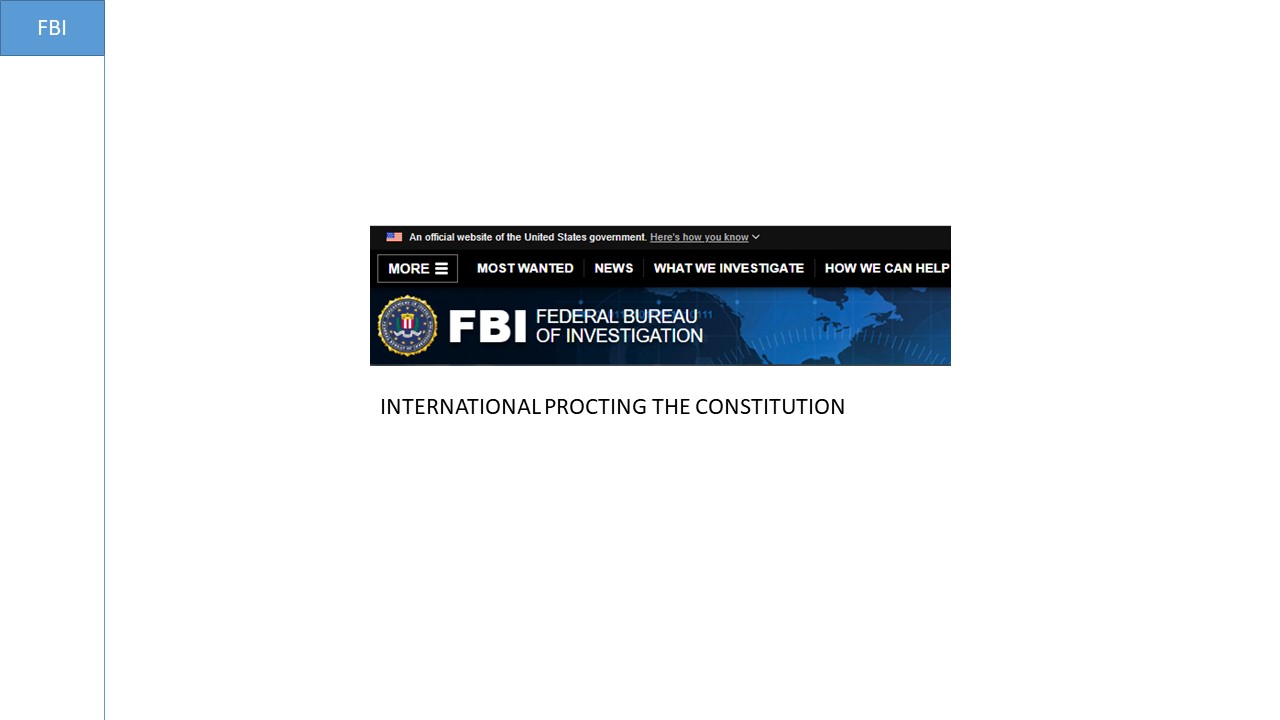 FBI
An official website of the United States government. Here's how you know
MORE
MOST WANTED
NEWS
WHAT WE INVESTIGATE
HOW WE CAN HELP
FBI
FEDERAL BUREAU
OF INVESTIGATION
INTERNATIONAL PROCTING THE CONSTITUTION